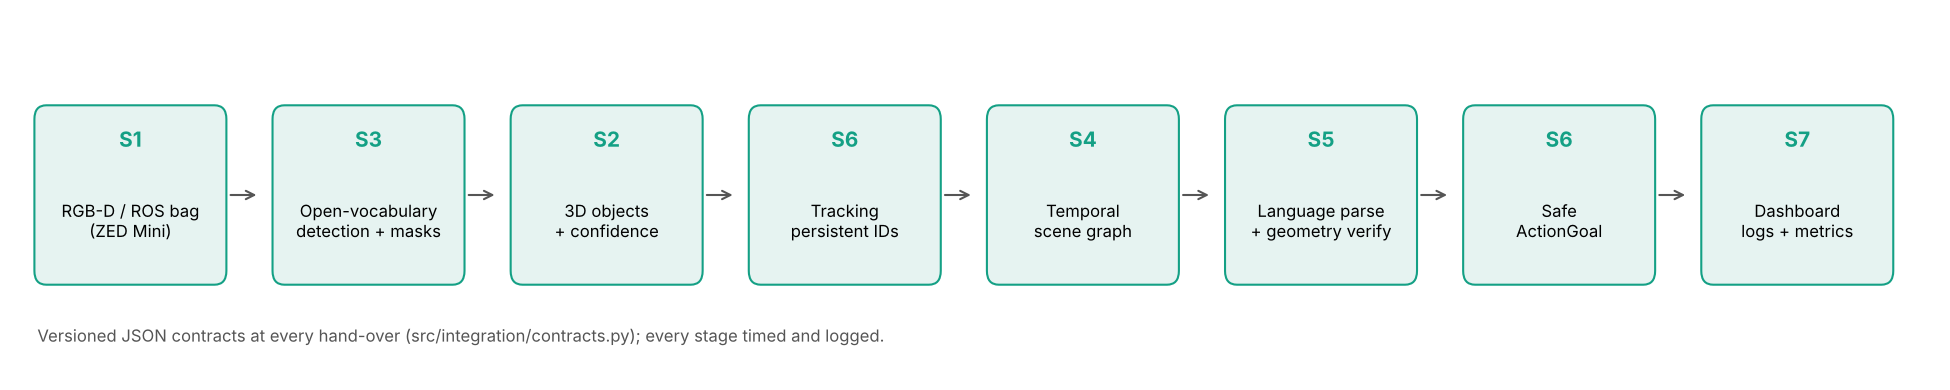 S1
RGB-D / ROS bag
(ZED Mini)
S3
Open-vocabulary
detection + masks
S2
3D objects
+ confidence
S6
Tracking
persistent IDs
S4
Temporal
scene graph
S5
Language parse
+ geometry verify
S6
Safe
ActionGoal
S7
Dashboard
logs + metrics
Versioned JSON contracts at every hand-over (src/integration/contracts.py); every stage timed and logged.